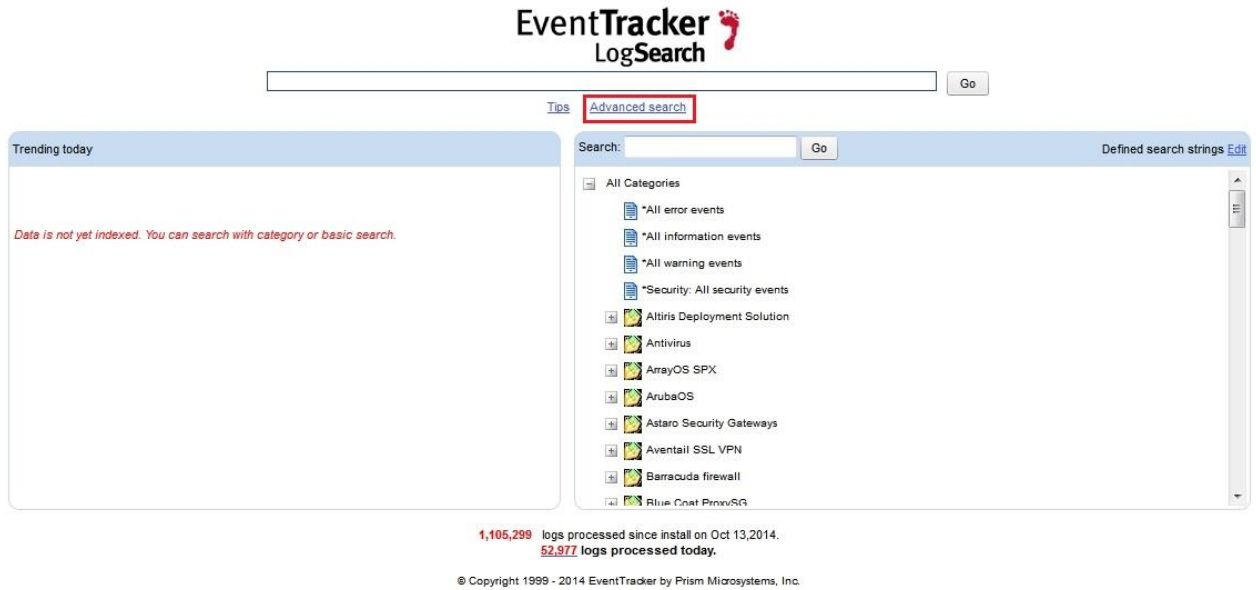 EventTracker
LogSearch
Go
Tips Advanced search
Trending today
Data is not yet indexed. You can search with category or basic search.
Search: Go Defined search strings Edit
All Categories
*All error events
*All information events
*All warning events
*Security: All security events
Altiris Deployment Solution
Antivirus
ArrayOS SPX
ArubaOS
Astaro Security Gateways
Aventail SSL VPN
Barracuda firewall
Blue Coat ProxySG
1,105,299 logs processed since install on Oct 13,2014.
52,977 logs processed today.
© Copyright 1999 - 2014 EventTracker by Prism Microsystems, Inc.